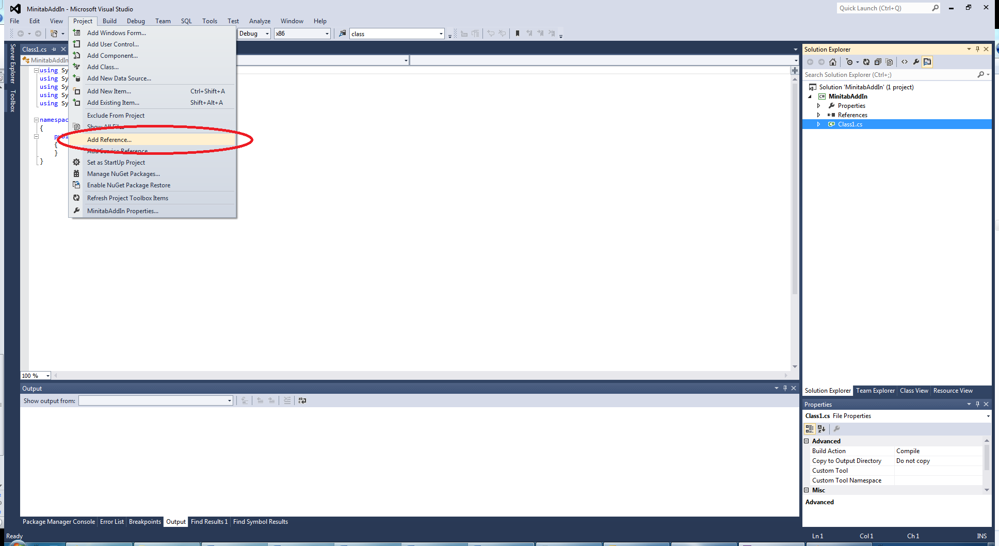 MinitabAddIn - Microsoft Visual Studio
Quick Launch (Ctrl+Q)
File Edit View Project Build Debug Team SQL Tools Test Analyze Window Help
Debug x86 class
Add Windows Form...
Add User Control...
Add Component...
Add Class...
Add New Data Source...
Add New Item... Ctrl+Shift+A
Add Existing Item... Shift+Alt+A
Exclude From Project
Show All Files
Add Reference...
Add Service Reference
Set as StartUp Project
Manage NuGet Packages...
Enable NuGet Package Restore
Refresh Project Toolbox Items
MinitabAddIn Properties...
Server Explorer
Toolbox
Class1.cs
MinitabAddIn
using Sy
using Sy
using Sy
using Sy
using Sy
namespac
{
publi
{
}
}
100 %
Output
Show output from:
Package Manager Console Error List Breakpoints Output Find Results 1 Find Symbol Results
Solution Explorer
Search Solution Explorer (Ctrl+;)
Solution 'MinitabAddIn' (1 project)
MinitabAddIn
Properties
References
Class1.cs
Solution Explorer Team Explorer Class View Resource View
Properties
Class1.cs File Properties
Advanced
Build Action Compile
Copy to Output Directory Do not copy
Custom Tool
Custom Tool Namespace
Misc
Advanced
Ready Ln 1 Col 1 Ch 1 INS